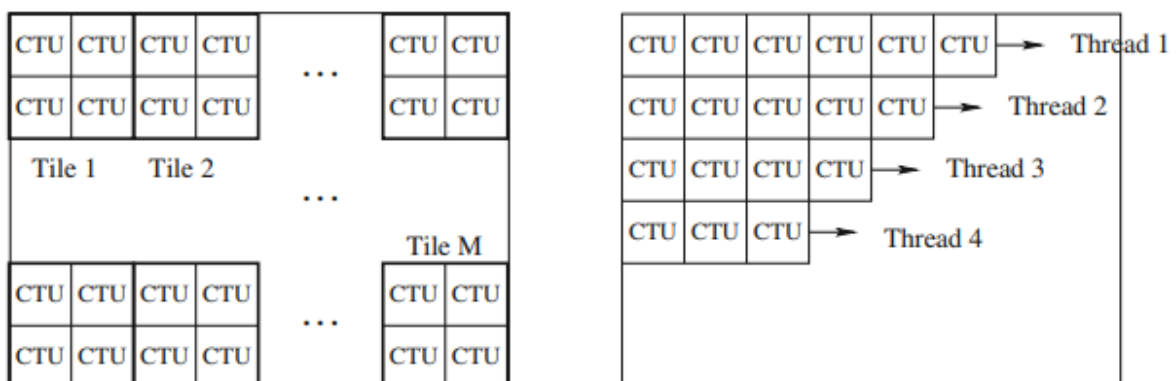 CTU CTU CTU CTU ... CTU CTU
CTU CTU CTU CTU CTU CTU
Tile 1 Tile 2
...
Tile M
CTU CTU CTU CTU ... CTU CTU
CTU CTU CTU CTU CTU CTU
CTU CTU CTU CTU CTU CTU Thread 1
CTU CTU CTU CTU CTU Thread 2
CTU CTU CTU CTU Thread 3
CTU CTU CTU Thread 4